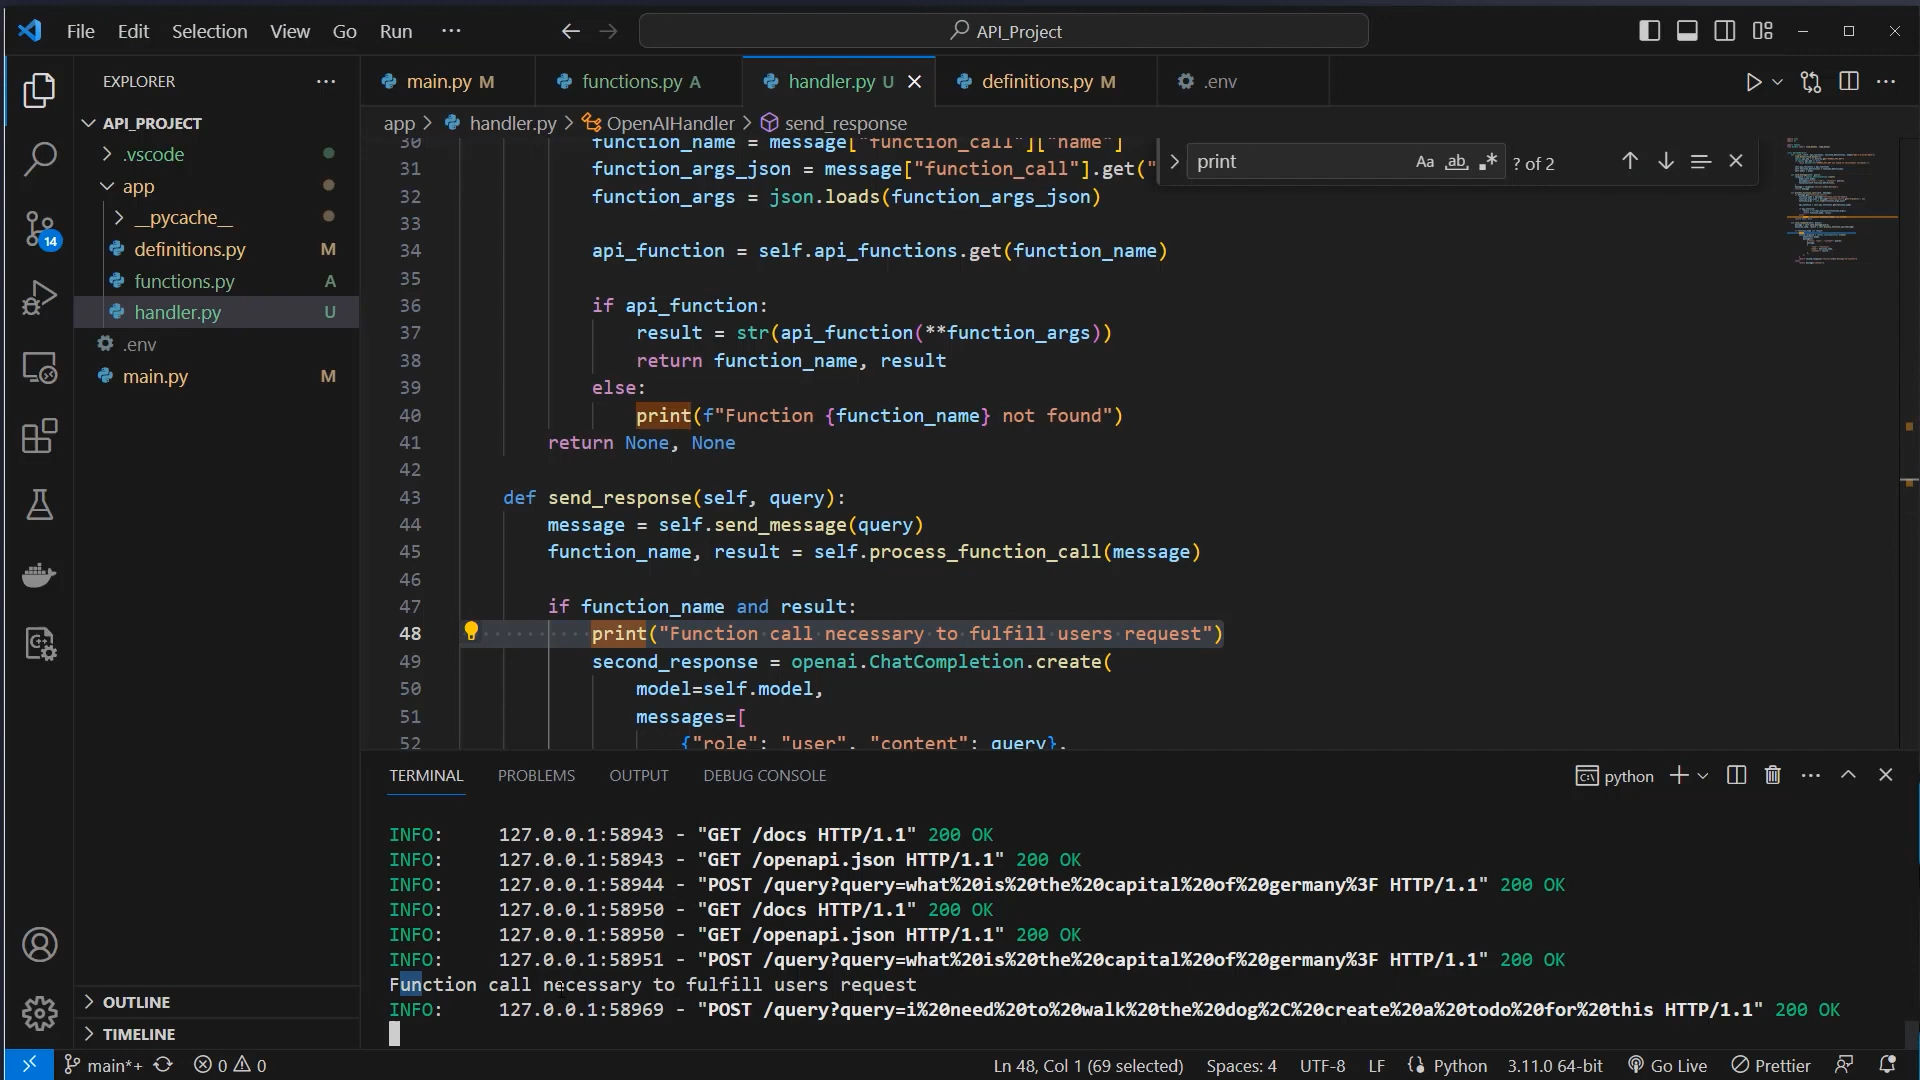 File Edit Selection View Go Run ··· API_Project
EXPLORER ···
main.py M functions.py A handler.py U definitions.py M .env
API_PROJECT
.vscode
app
__pycache__
definitions.py M
functions.py A
handler.py U
.env
main.py M
OUTLINE
TIMELINE
14
app > handler.py > OpenAIHandler > send_response
print Aa ab ? of 2
30 function_name = message["function_call"]["name"]
31 function_args_json = message["function_call"].get("
32 function_args = json.loads(function_args_json)
33
34 api_function = self.api_functions.get(function_name)
35
36 if api_function:
37 result = str(api_function(**function_args))
38 return function_name, result
39 else:
40 print(f"Function {function_name} not found")
41 return None, None
42
43 def send_response(self, query):
44 message = self.send_message(query)
45 function_name, result = self.process_function_call(message)
46
47 if function_name and result:
48 print("Function call necessary to fulfill users request")
49 second_response = openai.ChatCompletion.create(
50 model=self.model,
51 messages=[
52 {"role": "user", "content": query},
TERMINAL PROBLEMS OUTPUT DEBUG CONSOLE python
INFO: 127.0.0.1:58943 - "GET /docs HTTP/1.1" 200 OK
INFO: 127.0.0.1:58943 - "GET /openapi.json HTTP/1.1" 200 OK
INFO: 127.0.0.1:58944 - "POST /query?query=what%20is%20the%20capital%20of%20germany%3F HTTP/1.1" 200 OK
INFO: 127.0.0.1:58950 - "GET /docs HTTP/1.1" 200 OK
INFO: 127.0.0.1:58950 - "GET /openapi.json HTTP/1.1" 200 OK
INFO: 127.0.0.1:58951 - "POST /query?query=what%20is%20the%20capital%20of%20germany%3F HTTP/1.1" 200 OK
Function call necessary to fulfill users request
INFO: 127.0.0.1:58969 - "POST /query?query=i%20need%20to%20walk%20the%20dog%2C%20create%20a%20todo%20for%20this HTTP/1.1" 200 OK
main*+ 0 0 Ln 48, Col 1 (69 selected) Spaces: 4 UTF-8 LF Python 3.11.0 64-bit Go Live Prettier